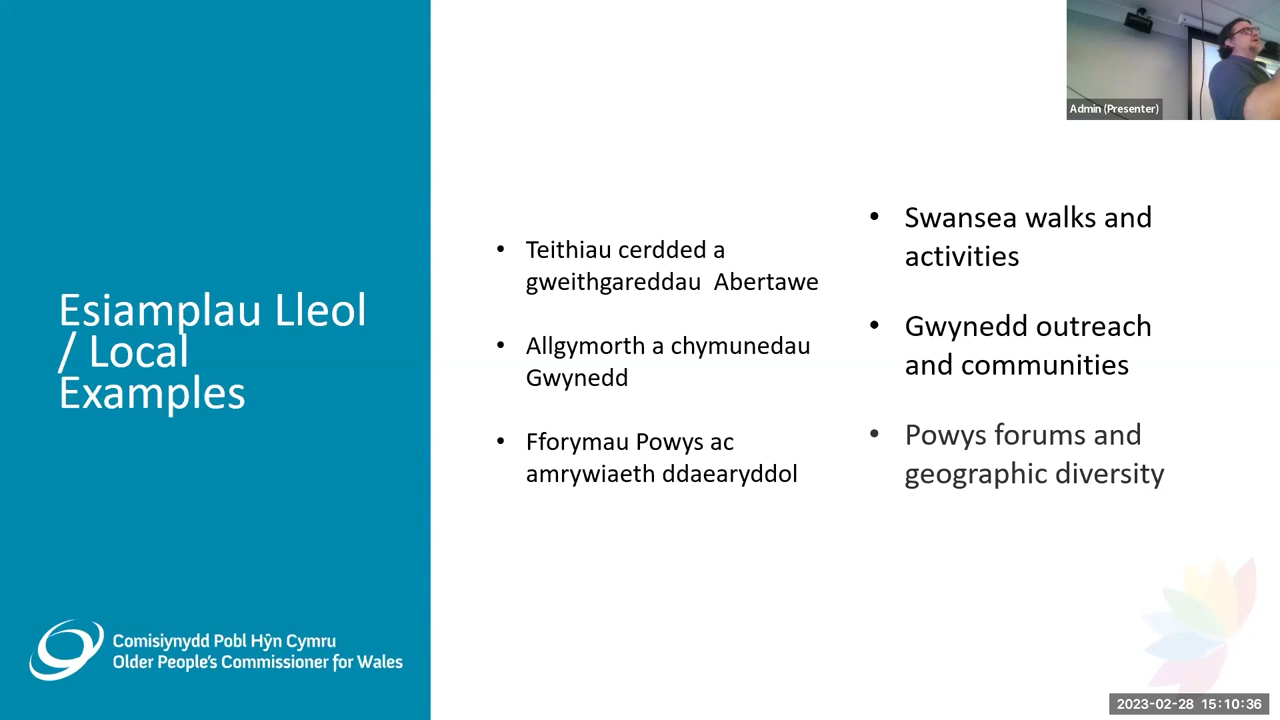 Admin (Presenter)
Esiamplau Lleol
/ Local
Examples
• Teithiau cerdded a
gweithgareddau  Abertawe
• Allgymorth a chymunedau
Gwynedd
• Fforymau Powys ac
amrywiaeth ddaearyddol
• Swansea walks and
activities
• Gwynedd outreach
and communities
• Powys forums and
geographic diversity
Comisiynydd Pobl Hŷn Cymru
Older People's Commissioner for Wales
2023-02-28 15:10:36